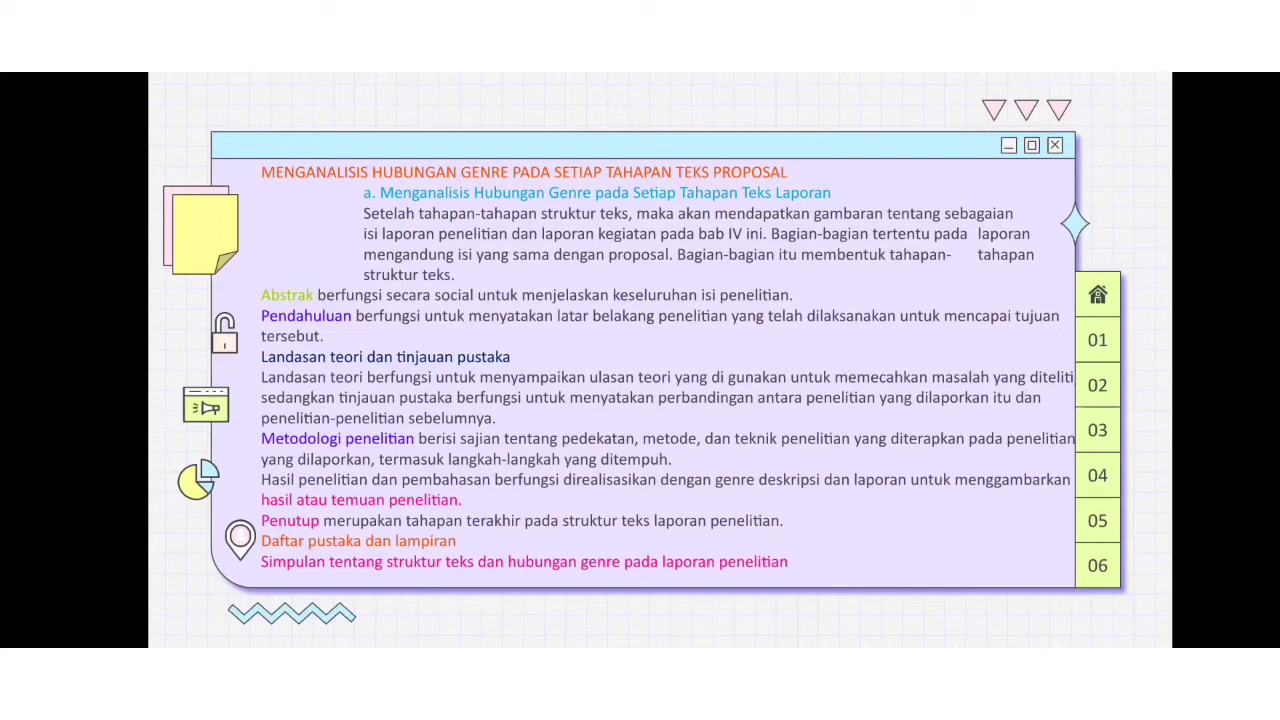 MENGANALISIS HUBUNGAN GENRE PADA SETIAP TAHAPAN TEKS PROPOSAL
a. Menganalisis Hubungan Genre pada Setiap Tahapan Teks Laporan
Setelah tahapan-tahapan struktur teks, maka akan mendapatkan gambaran tentang sebagaian
isi laporan penelitian dan laporan kegiatan pada bab IV ini. Bagian-bagian tertentu pada laporan
mengandung isi yang sama dengan proposal. Bagian-bagian itu membentuk tahapan- tahapan
struktur teks.
Abstrak berfungsi secara social untuk menjelaskan keseluruhan isi penelitian.
Pendahuluan berfungsi untuk menyatakan latar belakang penelitian yang telah dilaksanakan untuk mencapai tujuan
tersebut.
Landasan teori dan tinjauan pustaka
Landasan teori berfungsi untuk menyampaikan ulasan teori yang di gunakan untuk memecahkan masalah yang diteliti
sedangkan tinjauan pustaka berfungsi untuk menyatakan perbandingan antara penelitian yang dilaporkan itu dan
penelitian-penelitian sebelumnya.
Metodologi penelitian berisi sajian tentang pedekatan, metode, dan teknik penelitian yang diterapkan pada penelitian
yang dilaporkan, termasuk langkah-langkah yang ditempuh.
Hasil penelitian dan pembahasan berfungsi direalisasikan dengan genre deskripsi dan laporan untuk menggambarkan
hasil atau temuan penelitian.
Penutup merupakan tahapan terakhir pada struktur teks laporan penelitian.
Daftar pustaka dan lampiran
Simpulan tentang struktur teks dan hubungan genre pada laporan penelitian
01
02
03
04
05
06